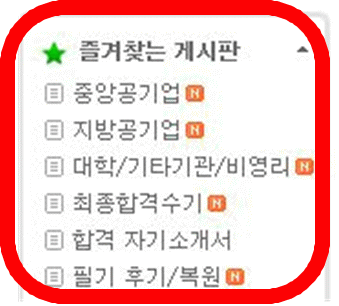 즐겨찾는 게시판
중앙공기업 N
지방공기업 N
대학/기타기관/비영리 N
최종합격수기 N
합격 자기소개서
필기 후기/복원 N